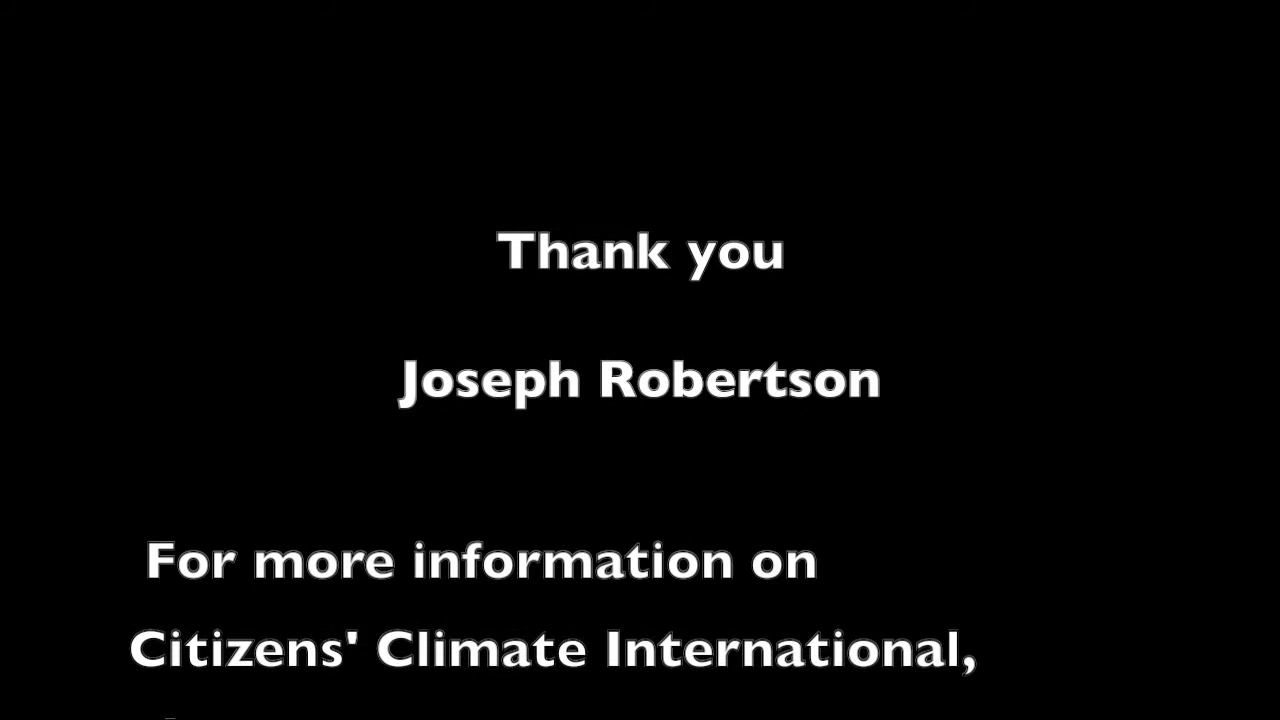 Thank you
Joseph Robertson
For more information on
Citizens' Climate International,